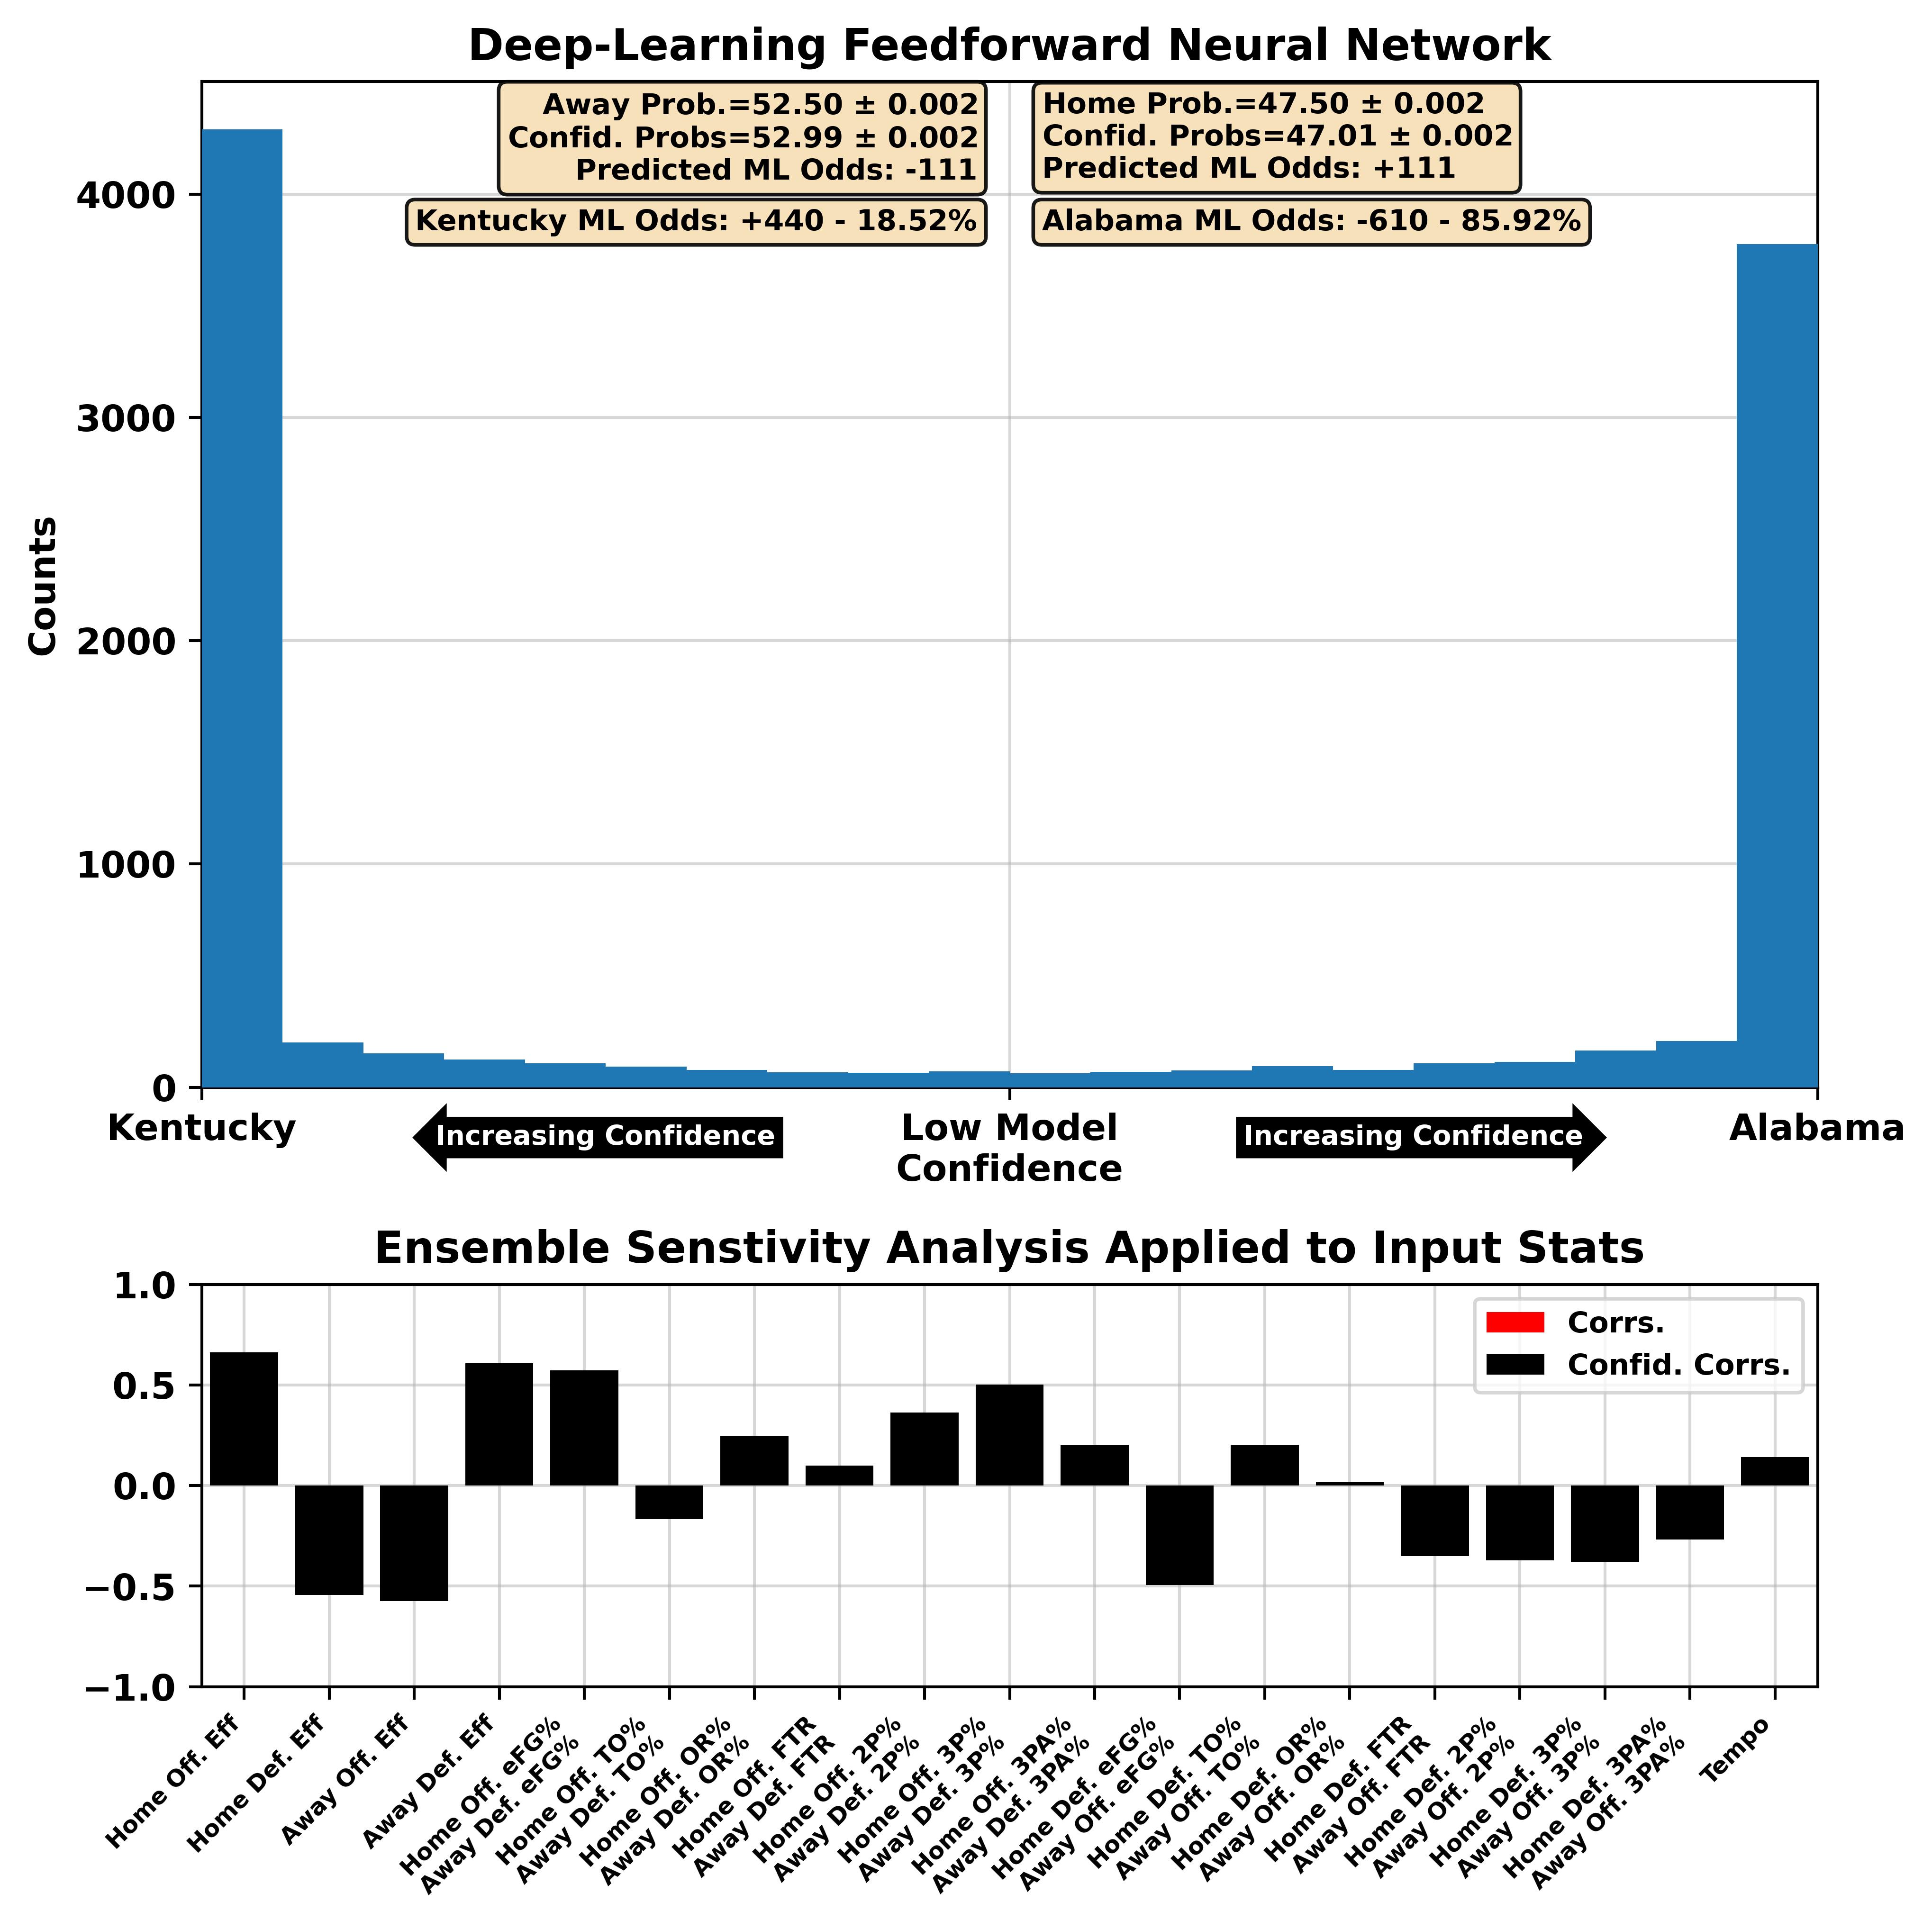 Deep-Learning Feedforward Neural Network
Away Prob.=52.50 ± 0.002
Confid. Probs=52.99 ± 0.002
Predicted ML Odds: -111
Home Prob.=47.50 ± 0.002
Confid. Probs=47.01 ± 0.002
Predicted ML Odds: +111
Kentucky ML Odds: +440 - 18.52%
Alabama ML Odds: -610 - 85.92%
Counts
4000
3000
2000
1000
0
Kentucky
Increasing Confidence
Low Model
Confidence
Increasing Confidence
Alabama
Ensemble Senstivity Analysis Applied to Input Stats
1.0
0.5
0.0
−0.5
−1.0
Corrs.
Confid. Corrs.
Home Off. Eff
Home Def. Eff
Away Off. Eff
Away Def. Eff
Home Off. eFG%
Away Def. eFG%
Home Off. TO%
Away Def. TO%
Home Off. OR%
Away Def. OR%
Home Off. FTR
Away Def. FTR
Home Off. 2P%
Away Def. 2P%
Home Off. 3P%
Away Def. 3P%
Home Off. 3PA%
Away Def. 3PA%
Home Def. eFG%
Away Off. eFG%
Home Def. TO%
Away Off. TO%
Home Def. OR%
Away Off. OR%
Home Def. FTR
Away Off. FTR
Home Def. 2P%
Away Off. 2P%
Home Def. 3P%
Away Off. 3P%
Home Def. 3PA%
Away Off. 3PA%
Tempo